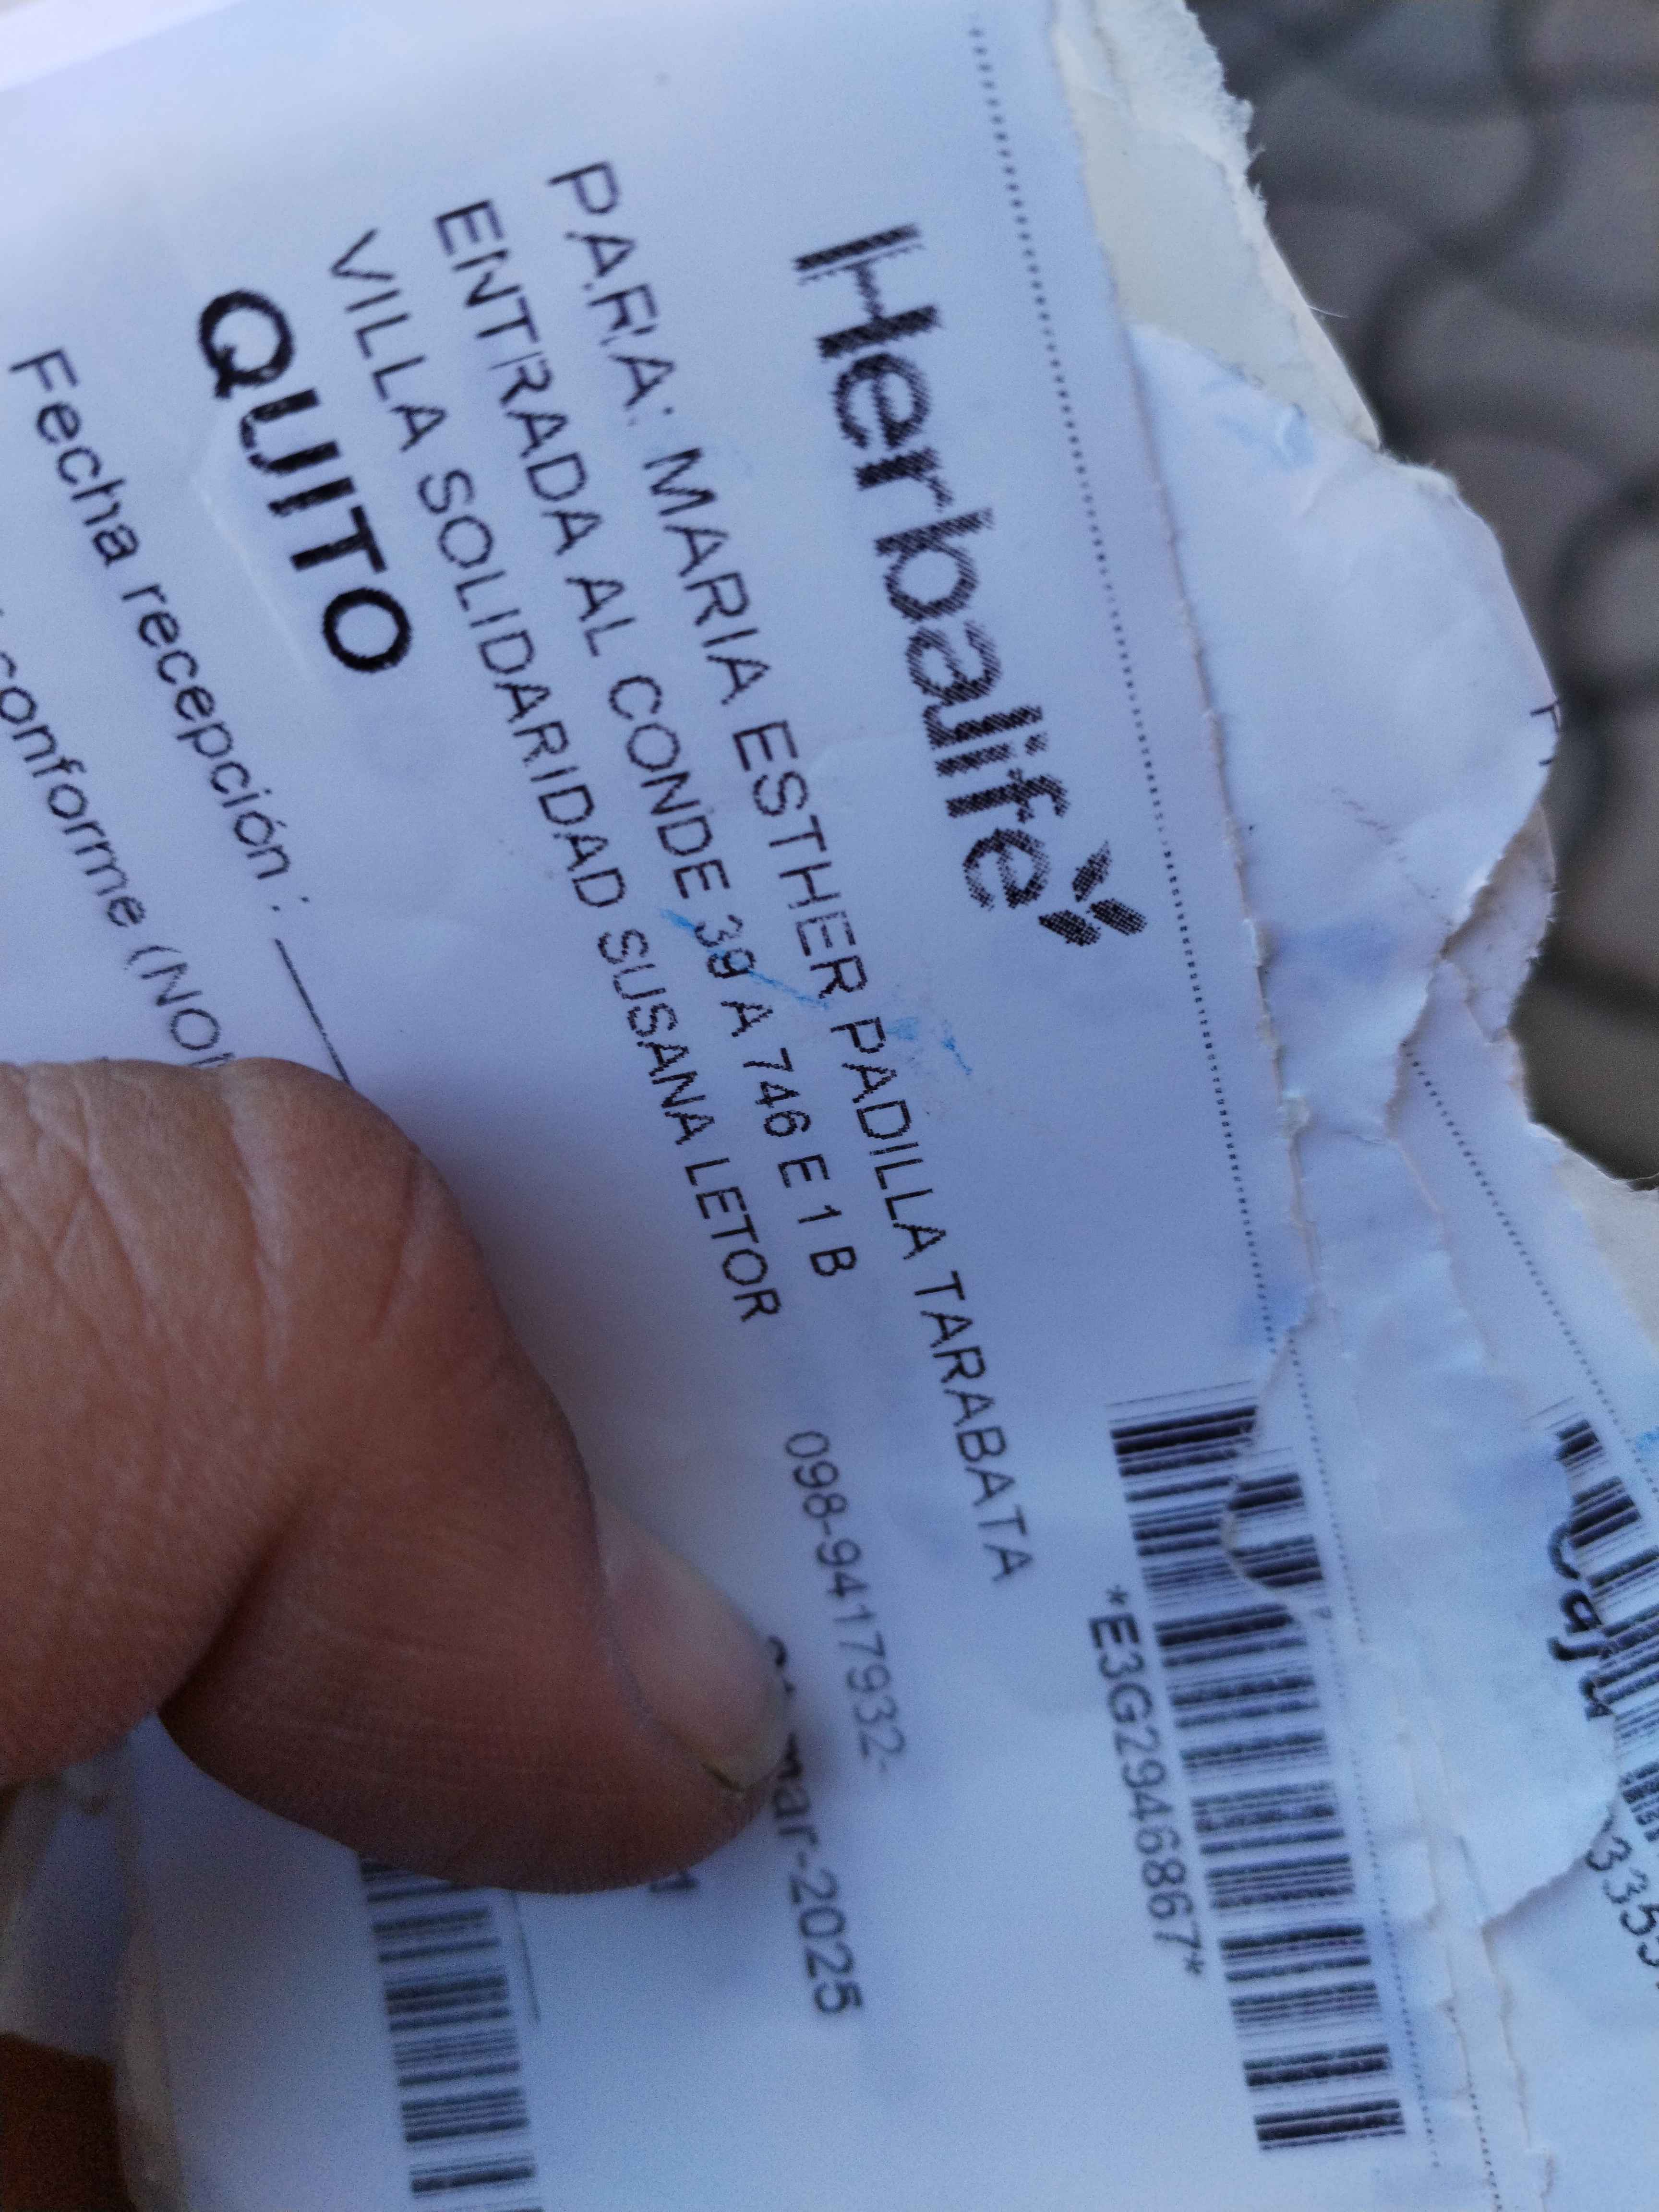 Herbalife
*E3G2946867*
PARA: MARIA ESTHER PADILLA TARABATA
ENTRADA AL CONDE 39 A 746 E 1 B
098-9417932-
VILLA SOLIDARIDAD SUSANA LETOR
mar-2025
QUITO
Fecha recepción :
conforme
Caja